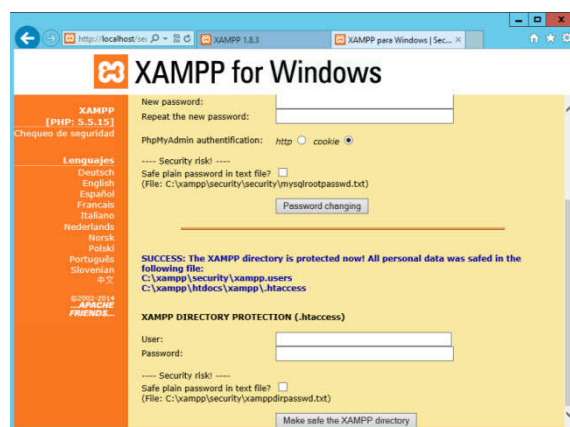 http://localhost/sec
XAMPP 1.8.3
XAMPP para Windows | Sec...
XAMPP for Windows
XAMPP
[PHP: 5.5.15]
Chequeo de seguridad
Lenguajes
Deutsch
English
Español
Francais
Italiano
Nederlands
Norsk
Polski
Português
Slovenian
中文
©2002-2014
...APACHE
FRIENDS...
New password:
Repeat the new password:
PhpMyAdmin authentification: http cookie
---- Security risk! ----
Safe plain password in text file?
(File: C:\xampp\security\security\mysqlrootpasswd.txt)
Password changing
SUCCESS: The XAMPP directory is protected now! All personal data was safed in the
following file:
C:\xampp\security\xampp.users
C:\xampp\htdocs\xampp\.htaccess
XAMPP DIRECTORY PROTECTION (.htaccess)
User:
Password:
---- Security risk! ----
Safe plain password in text file?
(File: C:\xampp\security\xamppdirpasswd.txt)
Make safe the XAMPP directory